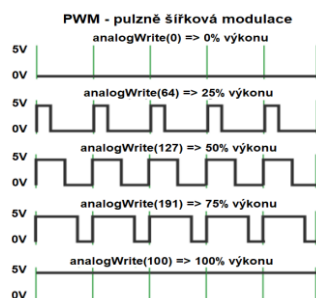 PWM - pulzně šířková modulace
analogWrite(0) => 0% výkonu
5V
0V
analogWrite(64) => 25% výkonu
5V
0V
analogWrite(127) => 50% výkonu
5V
0V
analogWrite(191) => 75% výkonu
5V
0V
analogWrite(100) => 100% výkonu
5V
0V